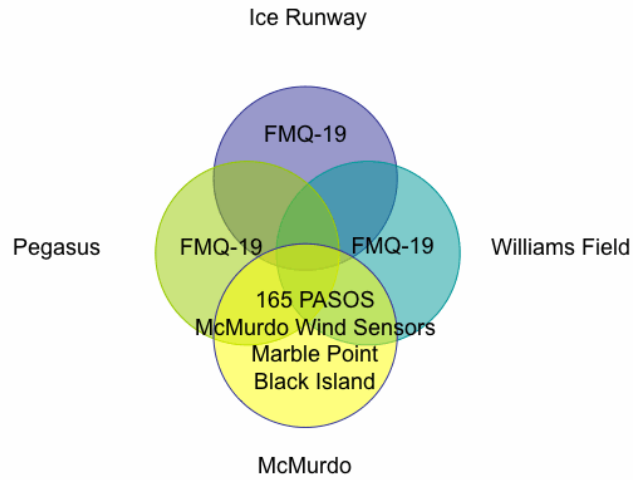 Ice Runway
FMQ-19
Pegasus
FMQ-19
FMQ-19
Williams Field
165 PASOS
McMurdo Wind Sensors
Marble Point
Black Island
McMurdo